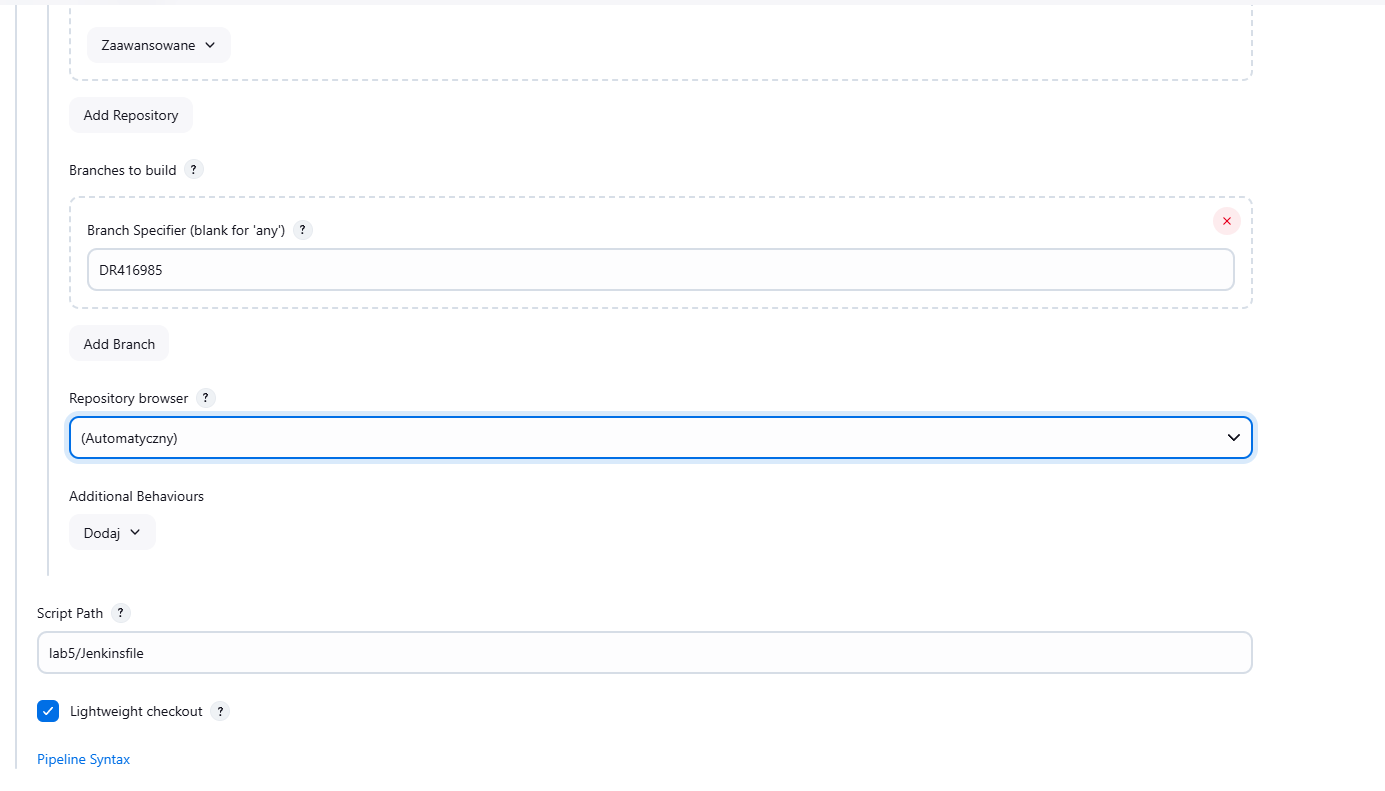 Zaawansowane
Add Repository
Branches to build ?
Branch Specifier (blank for 'any') ?
DR416985
Add Branch
Repository browser ?
(Automatyczny)
Additional Behaviours
Dodaj
Script Path ?
lab5/Jenkinsfile
Lightweight checkout ?
Pipeline Syntax